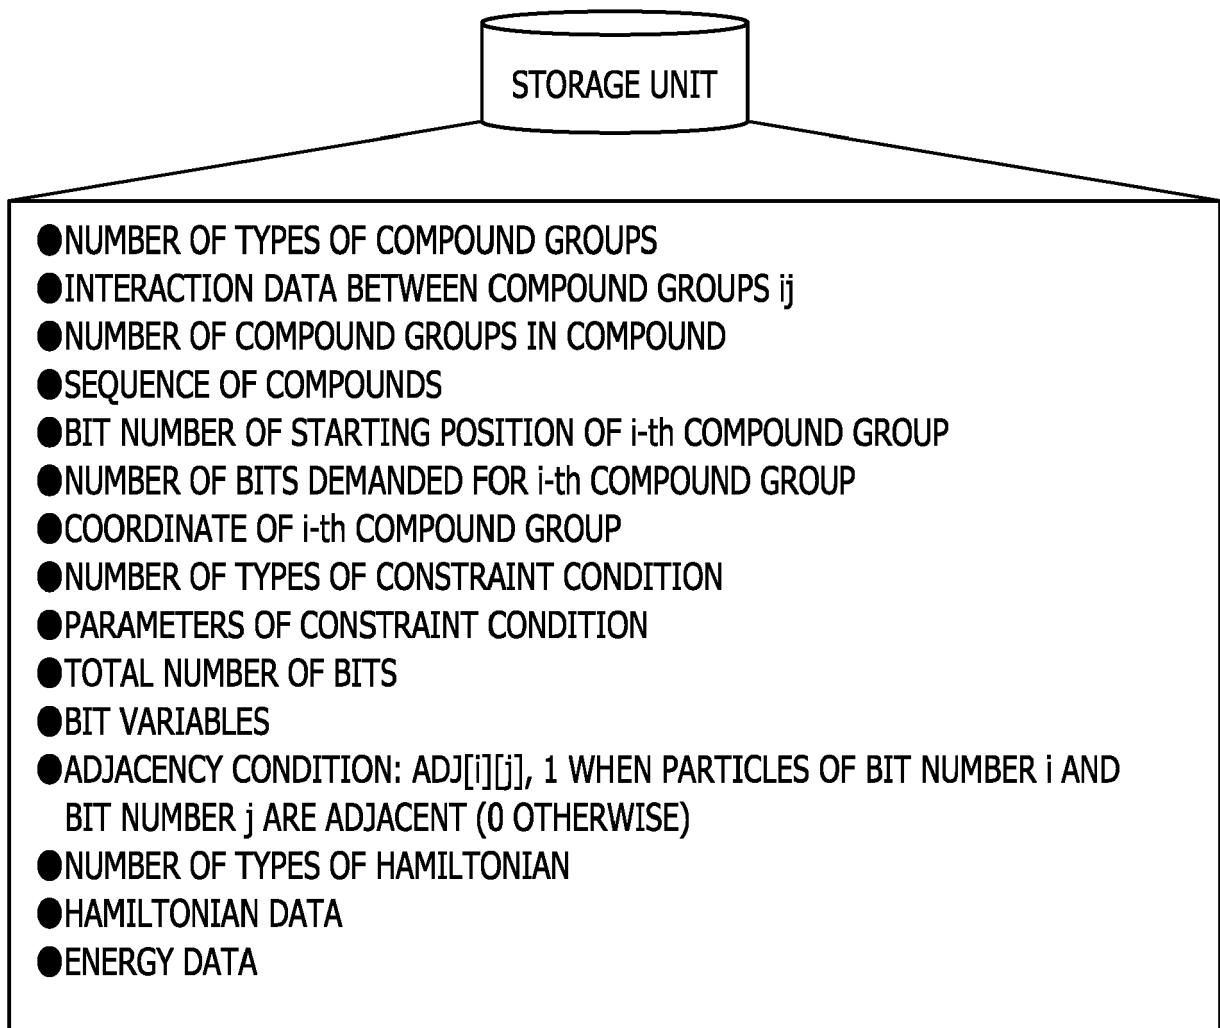 STORAGE UNIT
●NUMBER OF TYPES OF COMPOUND GROUPS
●INTERACTION DATA BETWEEN COMPOUND GROUPS ij
●NUMBER OF COMPOUND GROUPS IN COMPOUND
●SEQUENCE OF COMPOUNDS
●BIT NUMBER OF STARTING POSITION OF i-th COMPOUND GROUP
●NUMBER OF BITS DEMANDED FOR i-th COMPOUND GROUP
●COORDINATE OF i-th COMPOUND GROUP
●NUMBER OF TYPES OF CONSTRAINT CONDITION
●PARAMETERS OF CONSTRAINT CONDITION
●TOTAL NUMBER OF BITS
●BIT VARIABLES
●ADJACENCY CONDITION: ADJ[i][j], 1 WHEN PARTICLES OF BIT NUMBER i AND
BIT NUMBER j ARE ADJACENT (0 OTHERWISE)
●NUMBER OF TYPES OF HAMILTONIAN
●HAMILTONIAN DATA
●ENERGY DATA